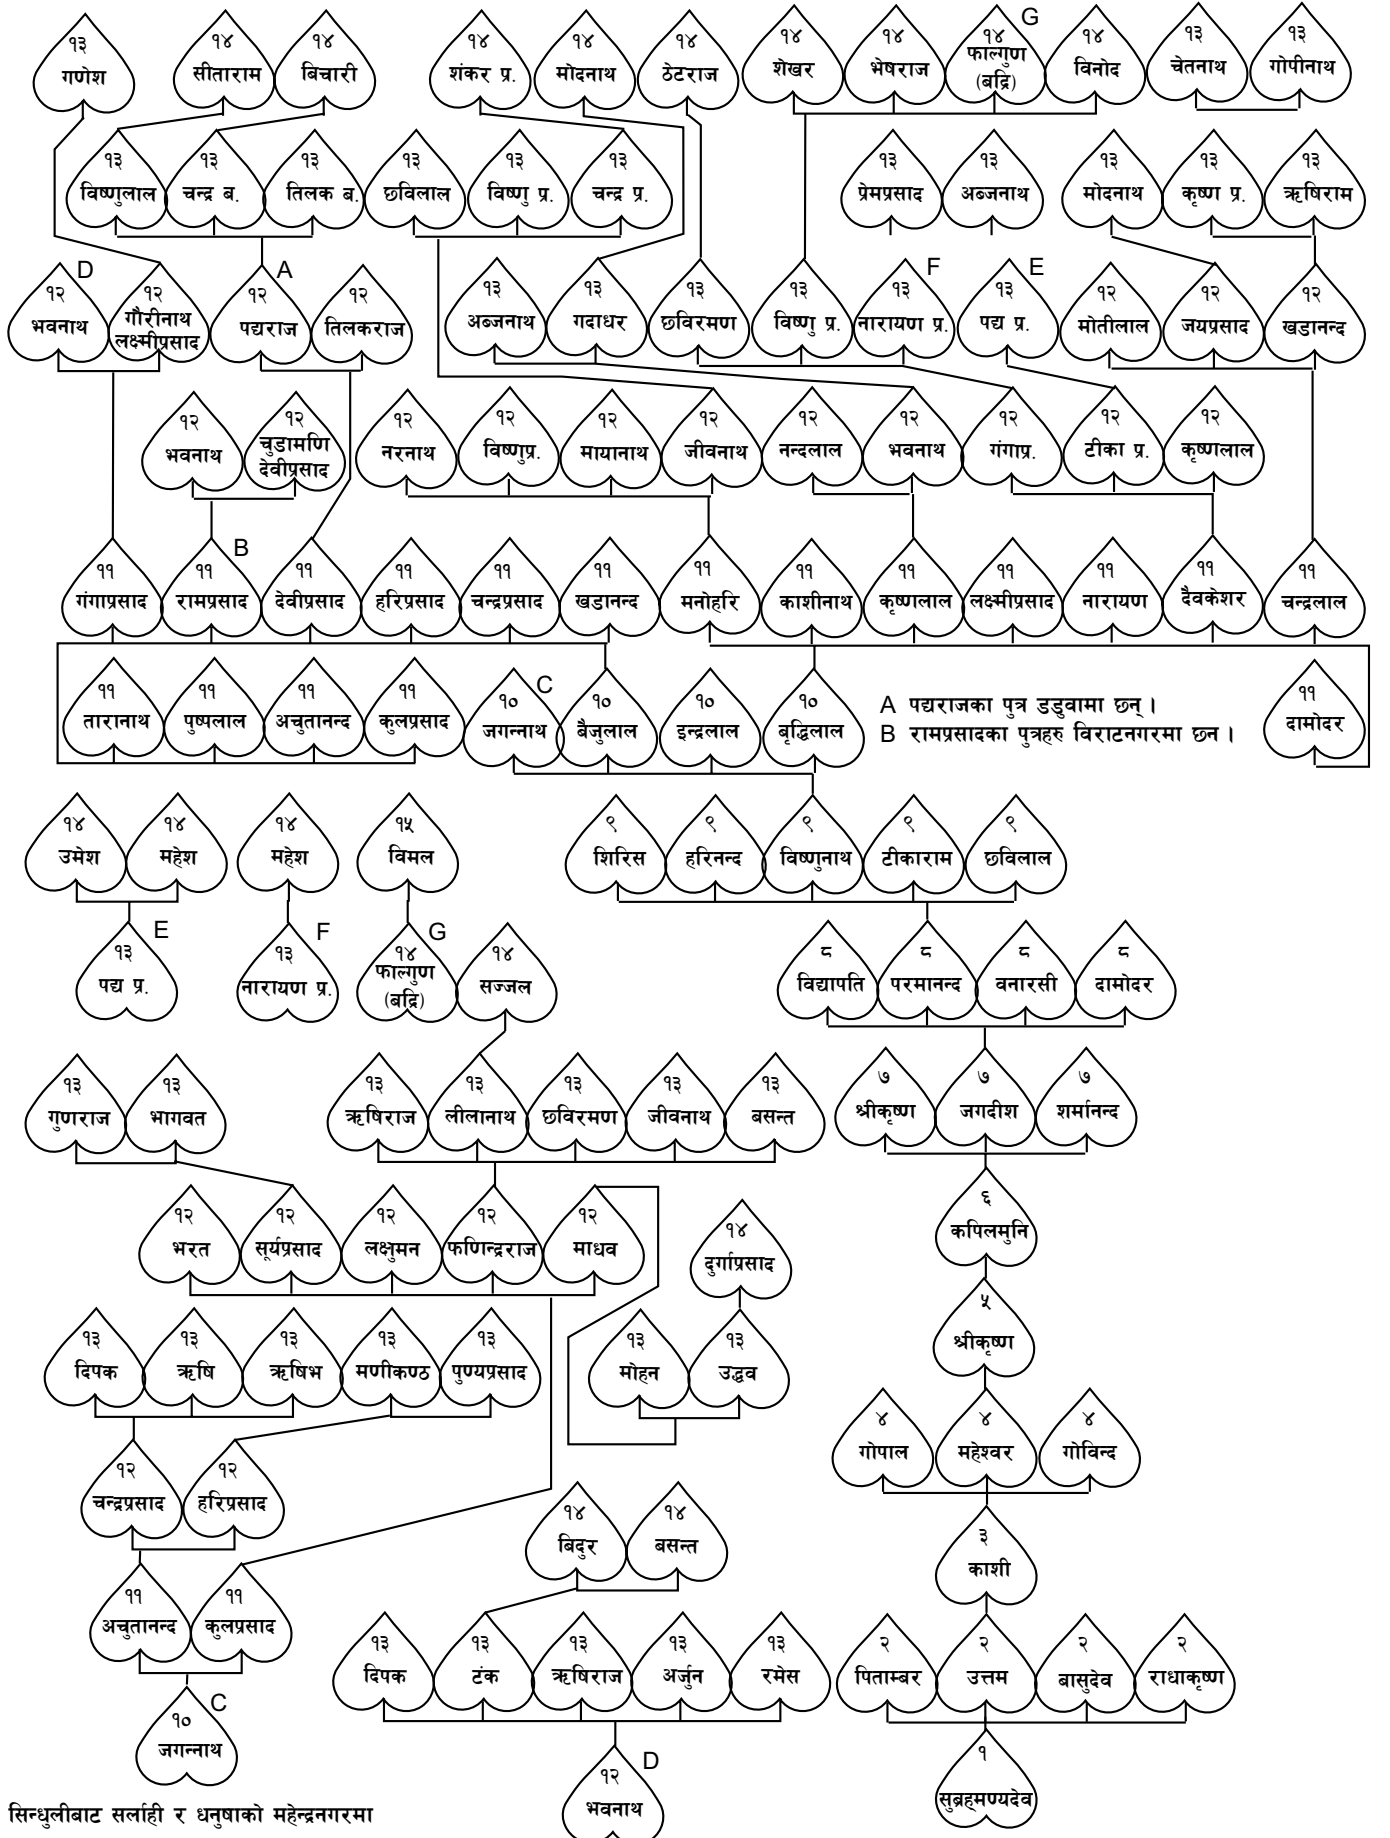 १३ १४ १४ १४ १४ १४ १४ १४ १४ G १४ १३ १३
गणेश सीताराम बिचारी शंकर प्र. मोदनाथ ठेटराज शेखर भेषराज फाल्गुण (बद्रि) विनोद चेतनाथ गोपीनाथ
१३ १३ १३ १३ १३ १३ १३ १३ १३ १३ १३
विष्णुलाल चन्द्र ब. तिलक ब. छविलाल विष्णु प्र. चन्द्र प्र. प्रेमप्रसाद अब्जनाथ मोदनाथ कृष्ण प्र. ऋषिराम
१२ D १२ १२ A १२ १३ १३ १३ १३ १३ F १३ E १२ १२ १२
भवनाथ गौरीनाथ लक्ष्मीप्रसाद पद्यराज तिलकराज अब्जनाथ गदाधर छविरमण विष्णु प्र. नारायण प्र. पद्य प्र. मोतीलाल जयप्रसाद खडानन्द
१२ १२ १२ १२ १२ १२ १२ १२ १२ १२ १२
भवनाथ चुडामणि देवीप्रसाद नरनाथ विष्णुप्र. मायानाथ जीवनाथ नन्दलाल भवनाथ गंगाप्र. टीका प्र. कृष्णलाल
११ ११ B ११ ११ ११ ११ ११ ११ ११ ११ ११ ११ ११
गंगाप्रसाद रामप्रसाद देवीप्रसाद हरिप्रसाद चन्द्रप्रसाद खडानन्द मनोहरि काशीनाथ कृष्णलाल लक्ष्मीप्रसाद नारायण दैवकेशर चन्द्रलाल
११ ११ ११ ११ १० C १० १० १० ११
तारानाथ पुष्पलाल अचुतानन्द कुलप्रसाद जगन्नाथ बैजुलाल इन्द्रलाल बृद्धिलाल दामोदर
A पद्यराजका पुत्र डडुवामा छन् ।
B रामप्रसादका पुत्रहरु विराटनगरमा छन ।
१४ १४ १४ १५ ९ ९ ९ ९ ९
उमेश महेश महेश विमल शिरिस हरिनन्द विष्णुनाथ टीकाराम छविलाल
१३ E १३ F १४ G १४ ८ ८ ८ ८
पद्य प्र. नारायण प्र. फाल्गुण (बद्रि) सज्जल विद्यापति परमानन्द वनारसी दामोदर
१३ १३ १३ १३ १३ १३ १३ ७ ७ ७
गुणराज भागवत ऋषिराज लीलानाथ छविरमण जीवनाथ बसन्त श्रीकृष्ण जगदीश शर्मानन्द
१२ १२ १२ १२ १२ १४ ६
भरत सूर्यप्रसाद लक्षुमन फणिन्द्रराज माधव दुर्गाप्रसाद कपिलमुनि
१३ १३ १३ १३ १३ १३ १३ ५
दिपक ऋषि ऋषिभ मणीकण्ठ पुण्यप्रसाद मोहन उद्धव श्रीकृष्ण
१२ १२ ४ ४ ४
चन्द्रप्रसाद हरिप्रसाद गोपाल महेश्वर गोविन्द
१४ १४ ३
बिदुर बसन्त काशी
११ ११ १३ १३ १३ १३ १३ २ २ २ २
अचुतानन्द कुलप्रसाद दिपक टंक ऋषिराज अर्जुन रमेस पिताम्बर उत्तम बासुदेव राधाकृष्ण
१० C १२ D १
जगन्नाथ भवनाथ सुब्रह्मण्यदेव
सिन्धुलीबाट सर्लाही र धनुषाको महेन्द्रनगरमा